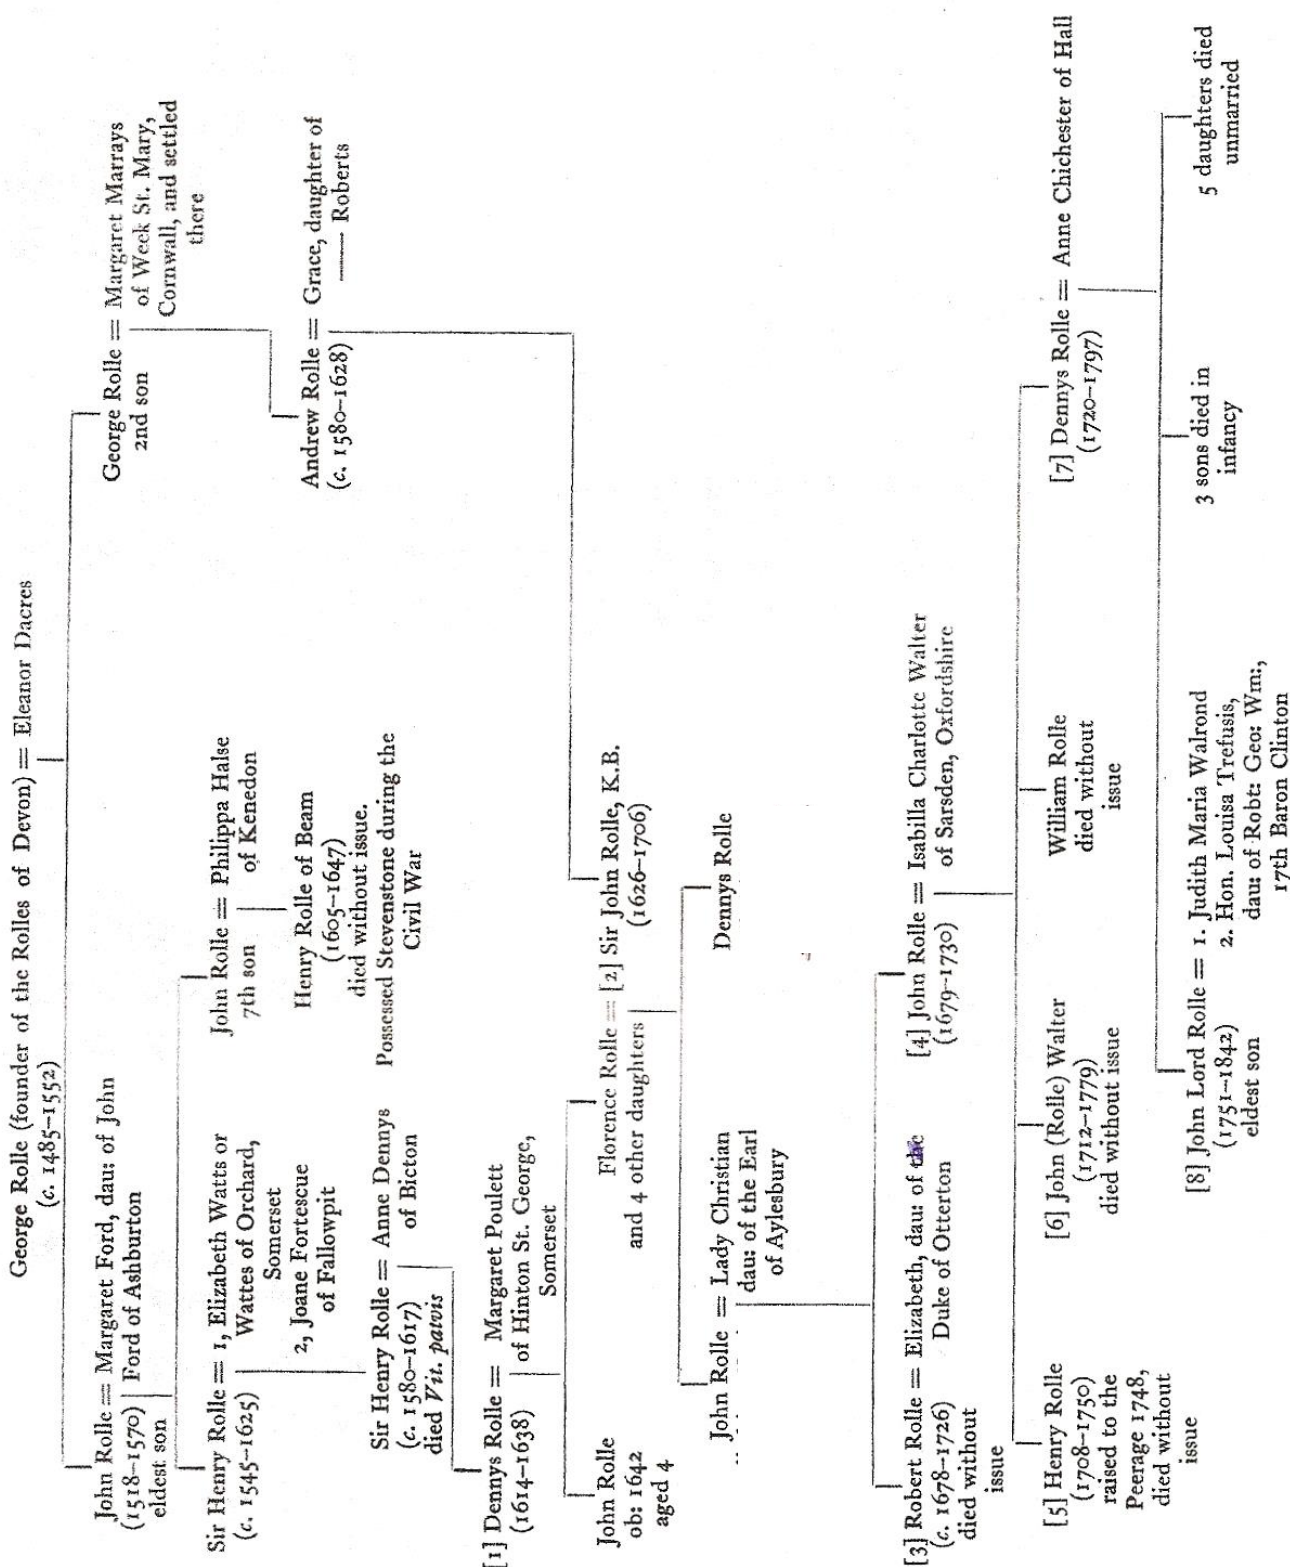 George Rolle (founder of the Rolles of Devon) = Eleanor Dacres
(c. 1485–1552)
John Rolle = Margaret Ford, dau: of John
(1518–1570) Ford of Ashburton
eldest son
George Rolle = Margaret Marrays
2nd son of Week St. Mary,
Cornwall, and settled
there
Sir Henry Rolle = 1, Elizabeth Watts or
(c. 1545–1625) Wattes of Orchard,
Somerset
2, Joane Fortescue
of Fallowpit
John Rolle = Philippa Halse
7th son of Kenedon
Andrew Rolle = Grace, daughter of
(c. 1580–1628) —— Roberts
Henry Rolle of Beam
(1605–1647)
died without issue.
Possessed Stevenstone during the
Civil War
Sir Henry Rolle = Anne Dennys
(c. 1580–1617) of Bicton
died Vit. patvis
[1] Dennys Rolle = Margaret Poulett
(1614–1638) of Hinton St. George,
Somerset
John Rolle
ob: 1642
aged 4
Florence Rolle = [2] Sir John Rolle, K.B.
and 4 other daughters (1626–1706)
John Rolle = Lady Christian
dau: of the Earl
of Aylesbury
Dennys Rolle
[3] Robert Rolle = Elizabeth, dau: of the
(c. 1678–1726) Duke of Otterton
died without
issue
[4] John Rolle = Isabilla Charlotte Walter
(1679–1730) of Sarsden, Oxfordshire
[5] Henry Rolle
(1708–1750)
raised to the
Peerage 1748,
died without
issue
[6] John (Rolle) Walter
(1712–1779)
died without issue
William Rolle
died without
issue
[7] Dennys Rolle = Anne Chichester of Hall
(1720–1797)
[8] John Lord Rolle = 1. Judith Maria Walrond
(1751–1842) 2. Hon. Louisa Trefusis,
eldest son dau: of Robt: Geo: Wm:,
17th Baron Clinton
3 sons died in
infancy
5 daughters died
unmarried